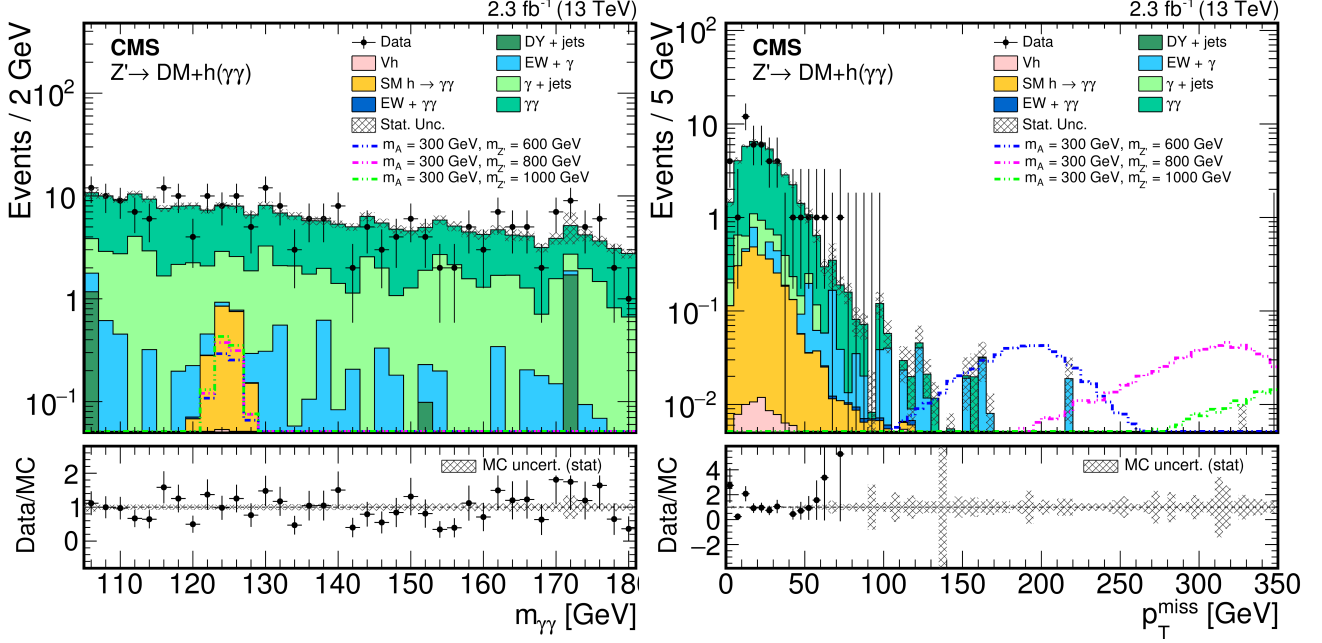 2.3 fb⁻¹ (13 TeV)
CMS
Z'→ DM+h(γγ)
Data
Vh
SM h → γγ
EW + γγ
Stat. Unc.
DY + jets
EW + γ
γ + jets
γγ
m_A = 300 GeV, m_Z' = 600 GeV
m_A = 300 GeV, m_Z' = 800 GeV
m_A = 300 GeV, m_Z' = 1000 GeV
Events / 2 GeV
10²
10
1
10⁻¹
MC uncert. (stat)
Data/MC
2
1
0
110 120 130 140 150 160 170 181
m_γγ [GeV]
2.3 fb⁻¹ (13 TeV)
CMS
Z'→ DM+h(γγ)
Data
Vh
SM h → γγ
EW + γγ
Stat. Unc.
DY + jets
EW + γ
γ + jets
γγ
m_A = 300 GeV, m_Z' = 600 GeV
m_A = 300 GeV, m_Z' = 800 GeV
m_A = 300 GeV, m_Z' = 1000 GeV
Events / 5 GeV
10²
10
1
10⁻¹
10⁻²
MC uncert. (stat)
Data/MC
4
2
0
−2
0 50 100 150 200 250 300 350
p_T^miss [GeV]